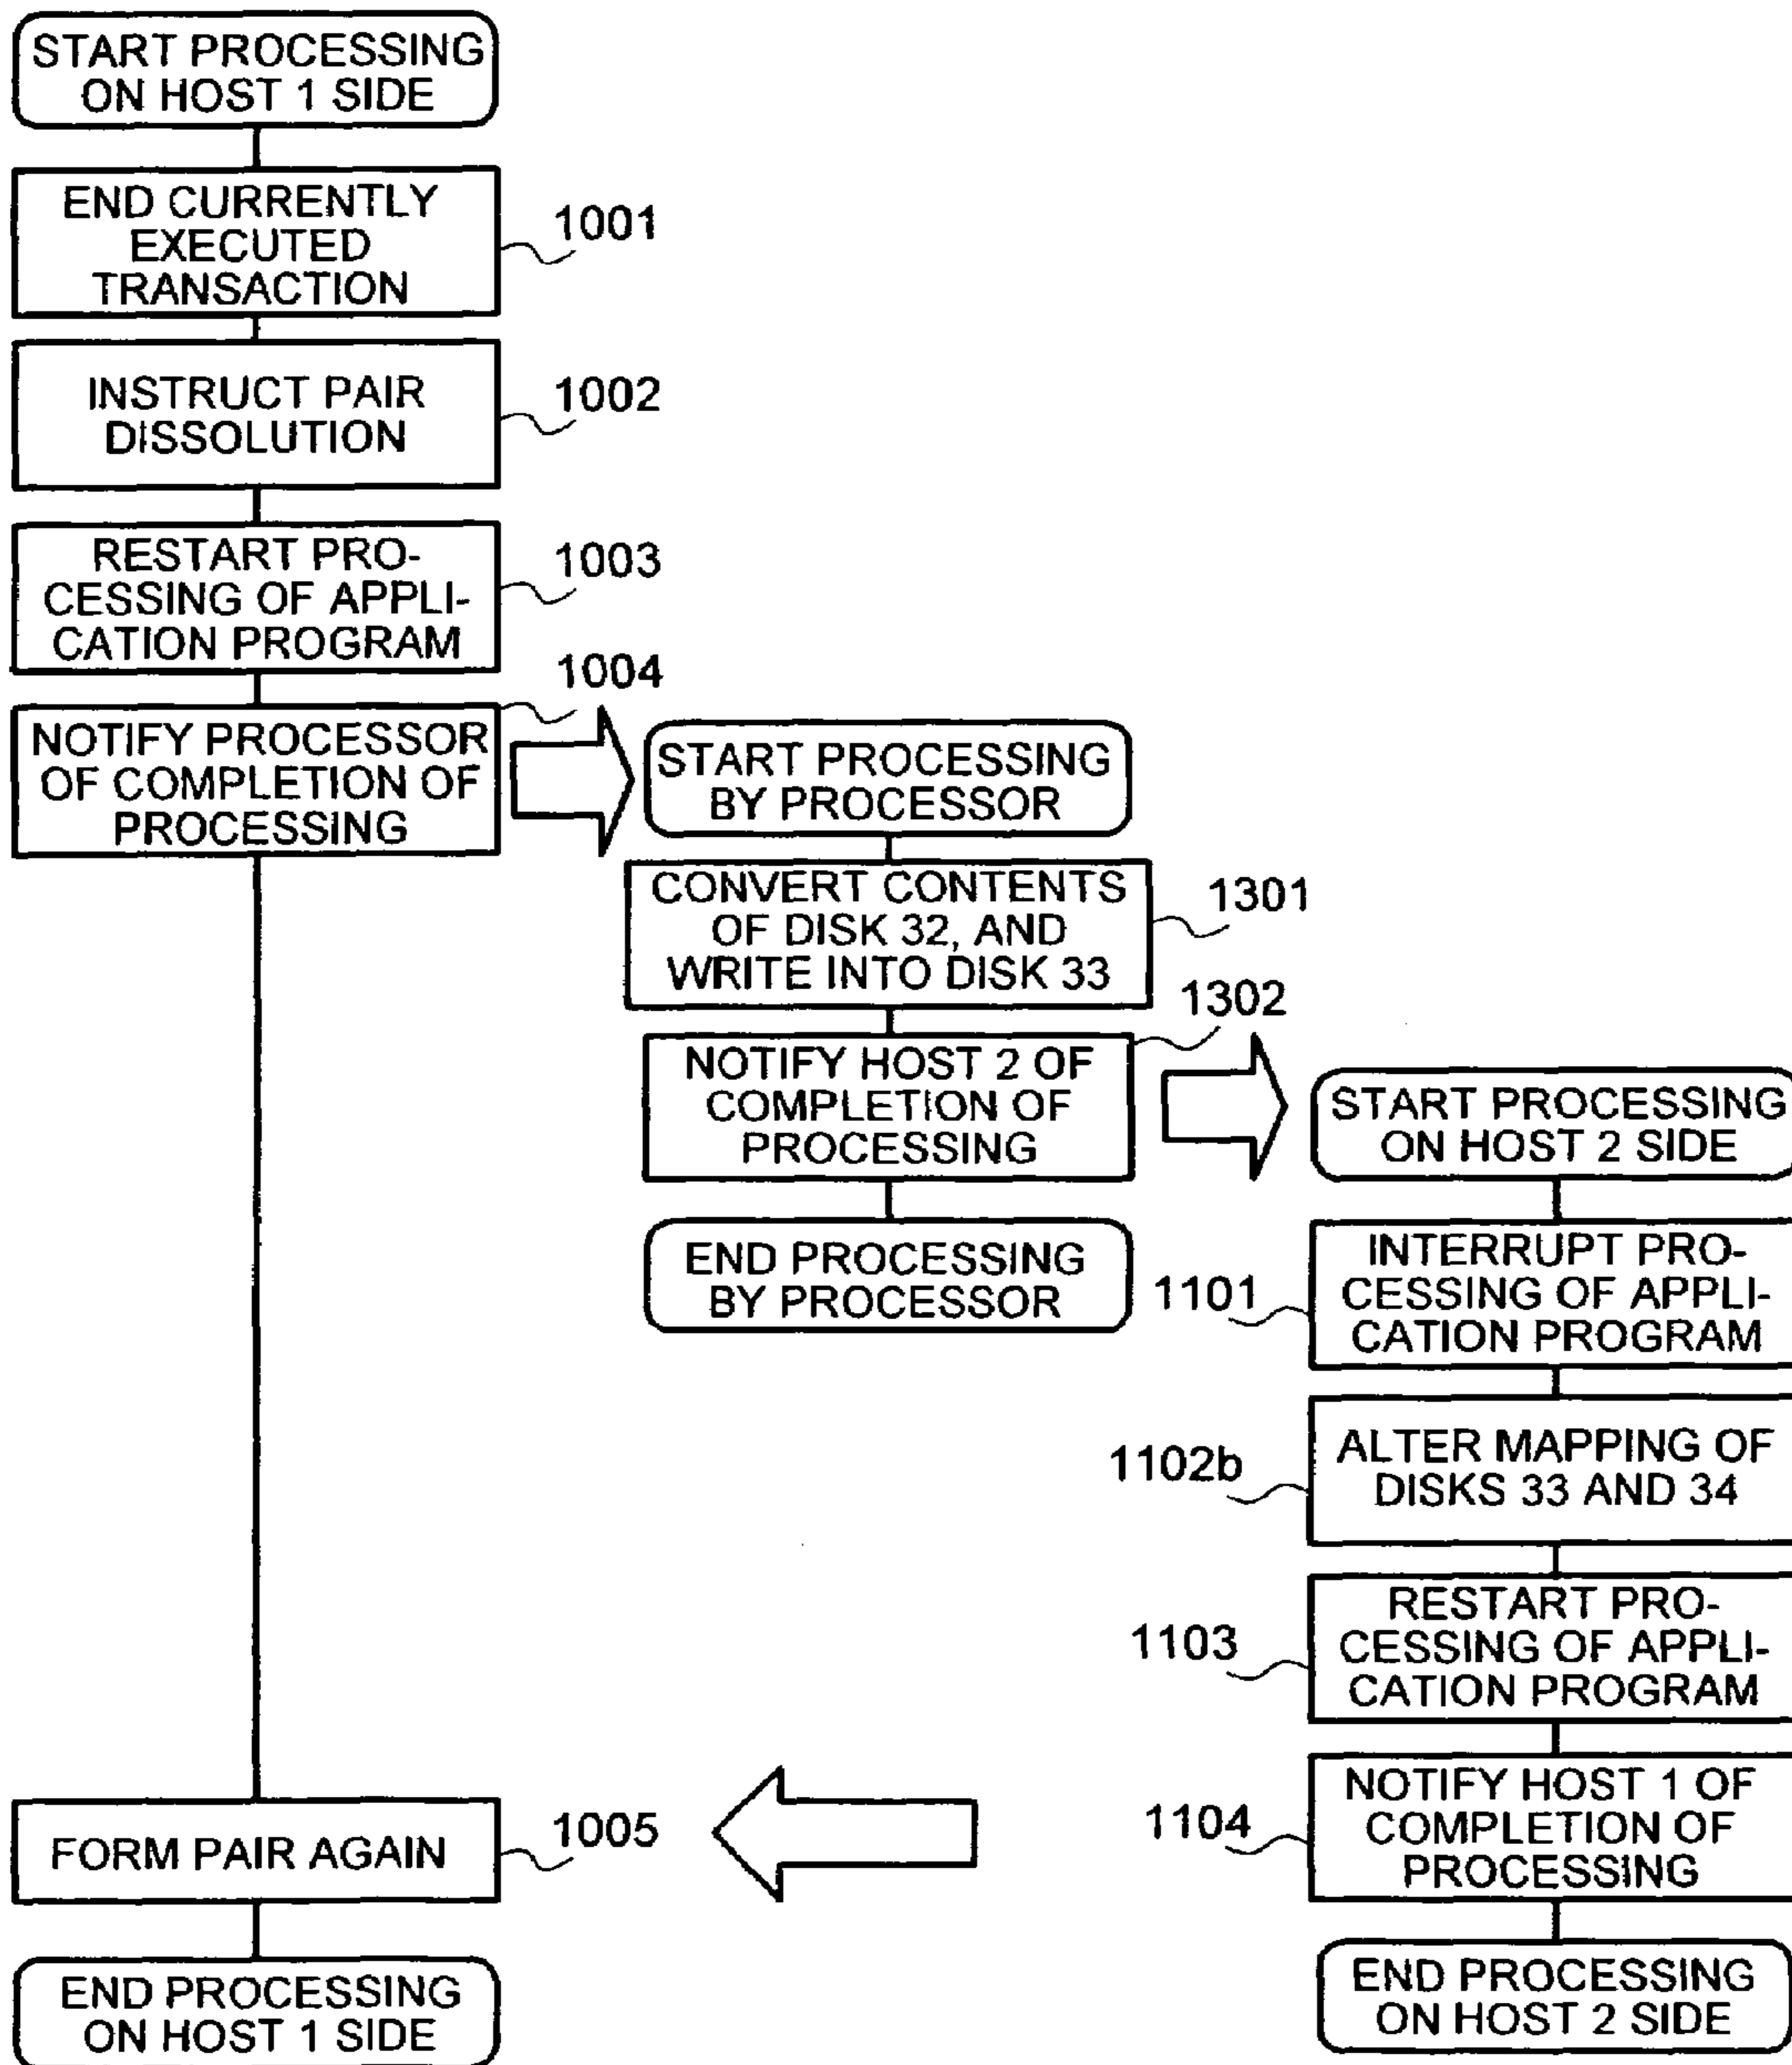 START PROCESSING
ON HOST 1 SIDE
END CURRENTLY
EXECUTED
TRANSACTION
1001
INSTRUCT PAIR
DISSOLUTION
1002
RESTART PRO-
CESSING OF APPLI-
CATION PROGRAM
1003
NOTIFY PROCESSOR
OF COMPLETION OF
PROCESSING
1004
START PROCESSING
BY PROCESSOR
CONVERT CONTENTS
OF DISK 32, AND
WRITE INTO DISK 33
1301
NOTIFY HOST 2 OF
COMPLETION OF
PROCESSING
1302
END PROCESSING
BY PROCESSOR
START PROCESSING
ON HOST 2 SIDE
INTERRUPT PRO-
CESSING OF APPLI-
CATION PROGRAM
1101
ALTER MAPPING OF
DISKS 33 AND 34
1102b
RESTART PRO-
CESSING OF APPLI-
CATION PROGRAM
1103
NOTIFY HOST 1 OF
COMPLETION OF
PROCESSING
1104
END PROCESSING
ON HOST 2 SIDE
FORM PAIR AGAIN
1005
END PROCESSING
ON HOST 1 SIDE